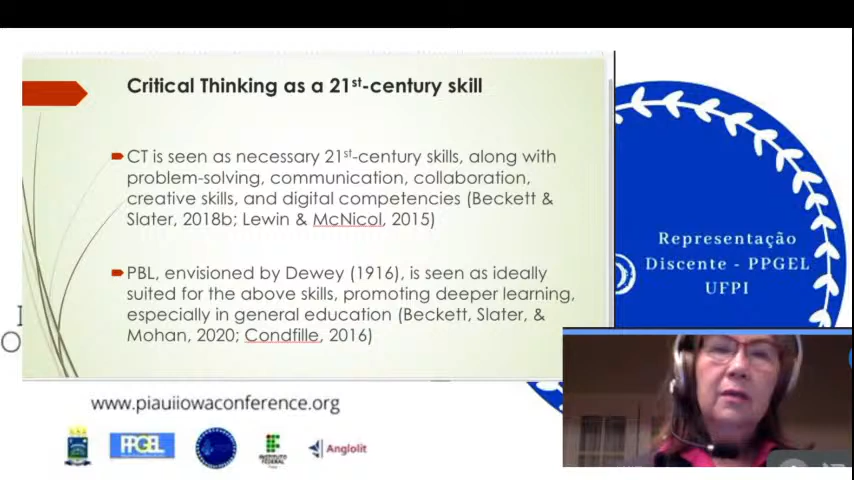 Critical Thinking as a 21st-century skill
CT is seen as necessary 21st-century skills, along with
problem-solving, communication, collaboration,
creative skills, and digital competencies (Beckett &
Slater, 2018b; Lewin & McNicol, 2015)
PBL, envisioned by Dewey (1916), is seen as ideally
suited for the above skills, promoting deeper learning,
especially in general education (Beckett, Slater, &
Mohan, 2020; Condfille, 2016)
Representação
Discente - PPGEL
UFPI
www.piauiiowaconference.org
PPGEL
INSTITUTO
FEDERAL
Anglolit